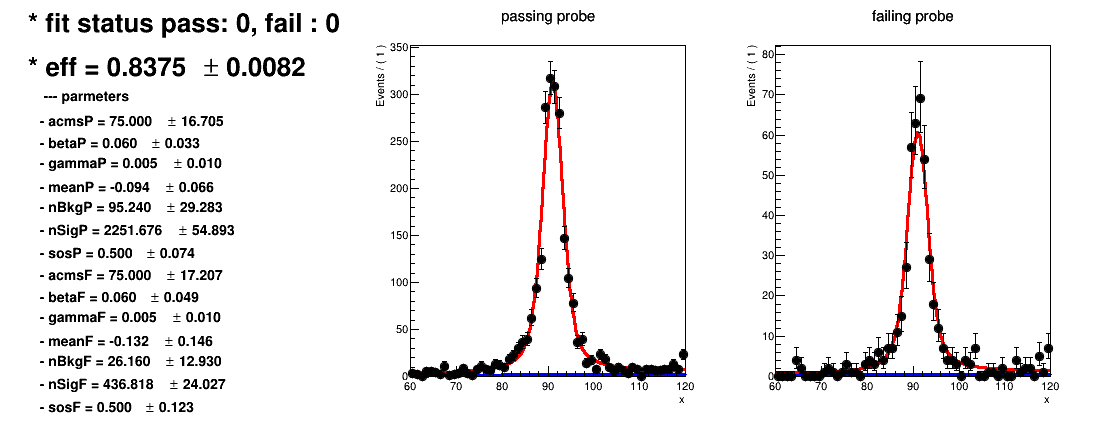 * fit status pass: 0, fail : 0
* eff = 0.8375 ± 0.0082
--- parmeters
- acmsP = 75.000 ± 16.705
- betaP = 0.060 ± 0.033
- gammaP = 0.005 ± 0.010
- meanP = -0.094 ± 0.066
- nBkgP = 95.240 ± 29.283
- nSigP = 2251.676 ± 54.893
- sosP = 0.500 ± 0.074
- acmsF = 75.000 ± 17.207
- betaF = 0.060 ± 0.049
- gammaF = 0.005 ± 0.010
- meanF = -0.132 ± 0.146
- nBkgF = 26.160 ± 12.930
- nSigF = 436.818 ± 24.027
- sosF = 0.500 ± 0.123
passing probe
Events / ( 1 )
350
300
250
200
150
100
50
0
60 70 80 90 100 110 120
x
failing probe
Events / ( 1 )
80
70
60
50
40
30
20
10
0
60 70 80 90 100 110 120
x